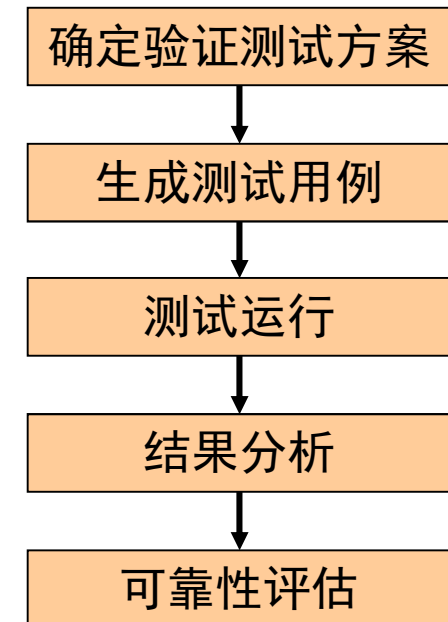 确定验证测试方案
生成测试用例
测试运行
结果分析
可靠性评估